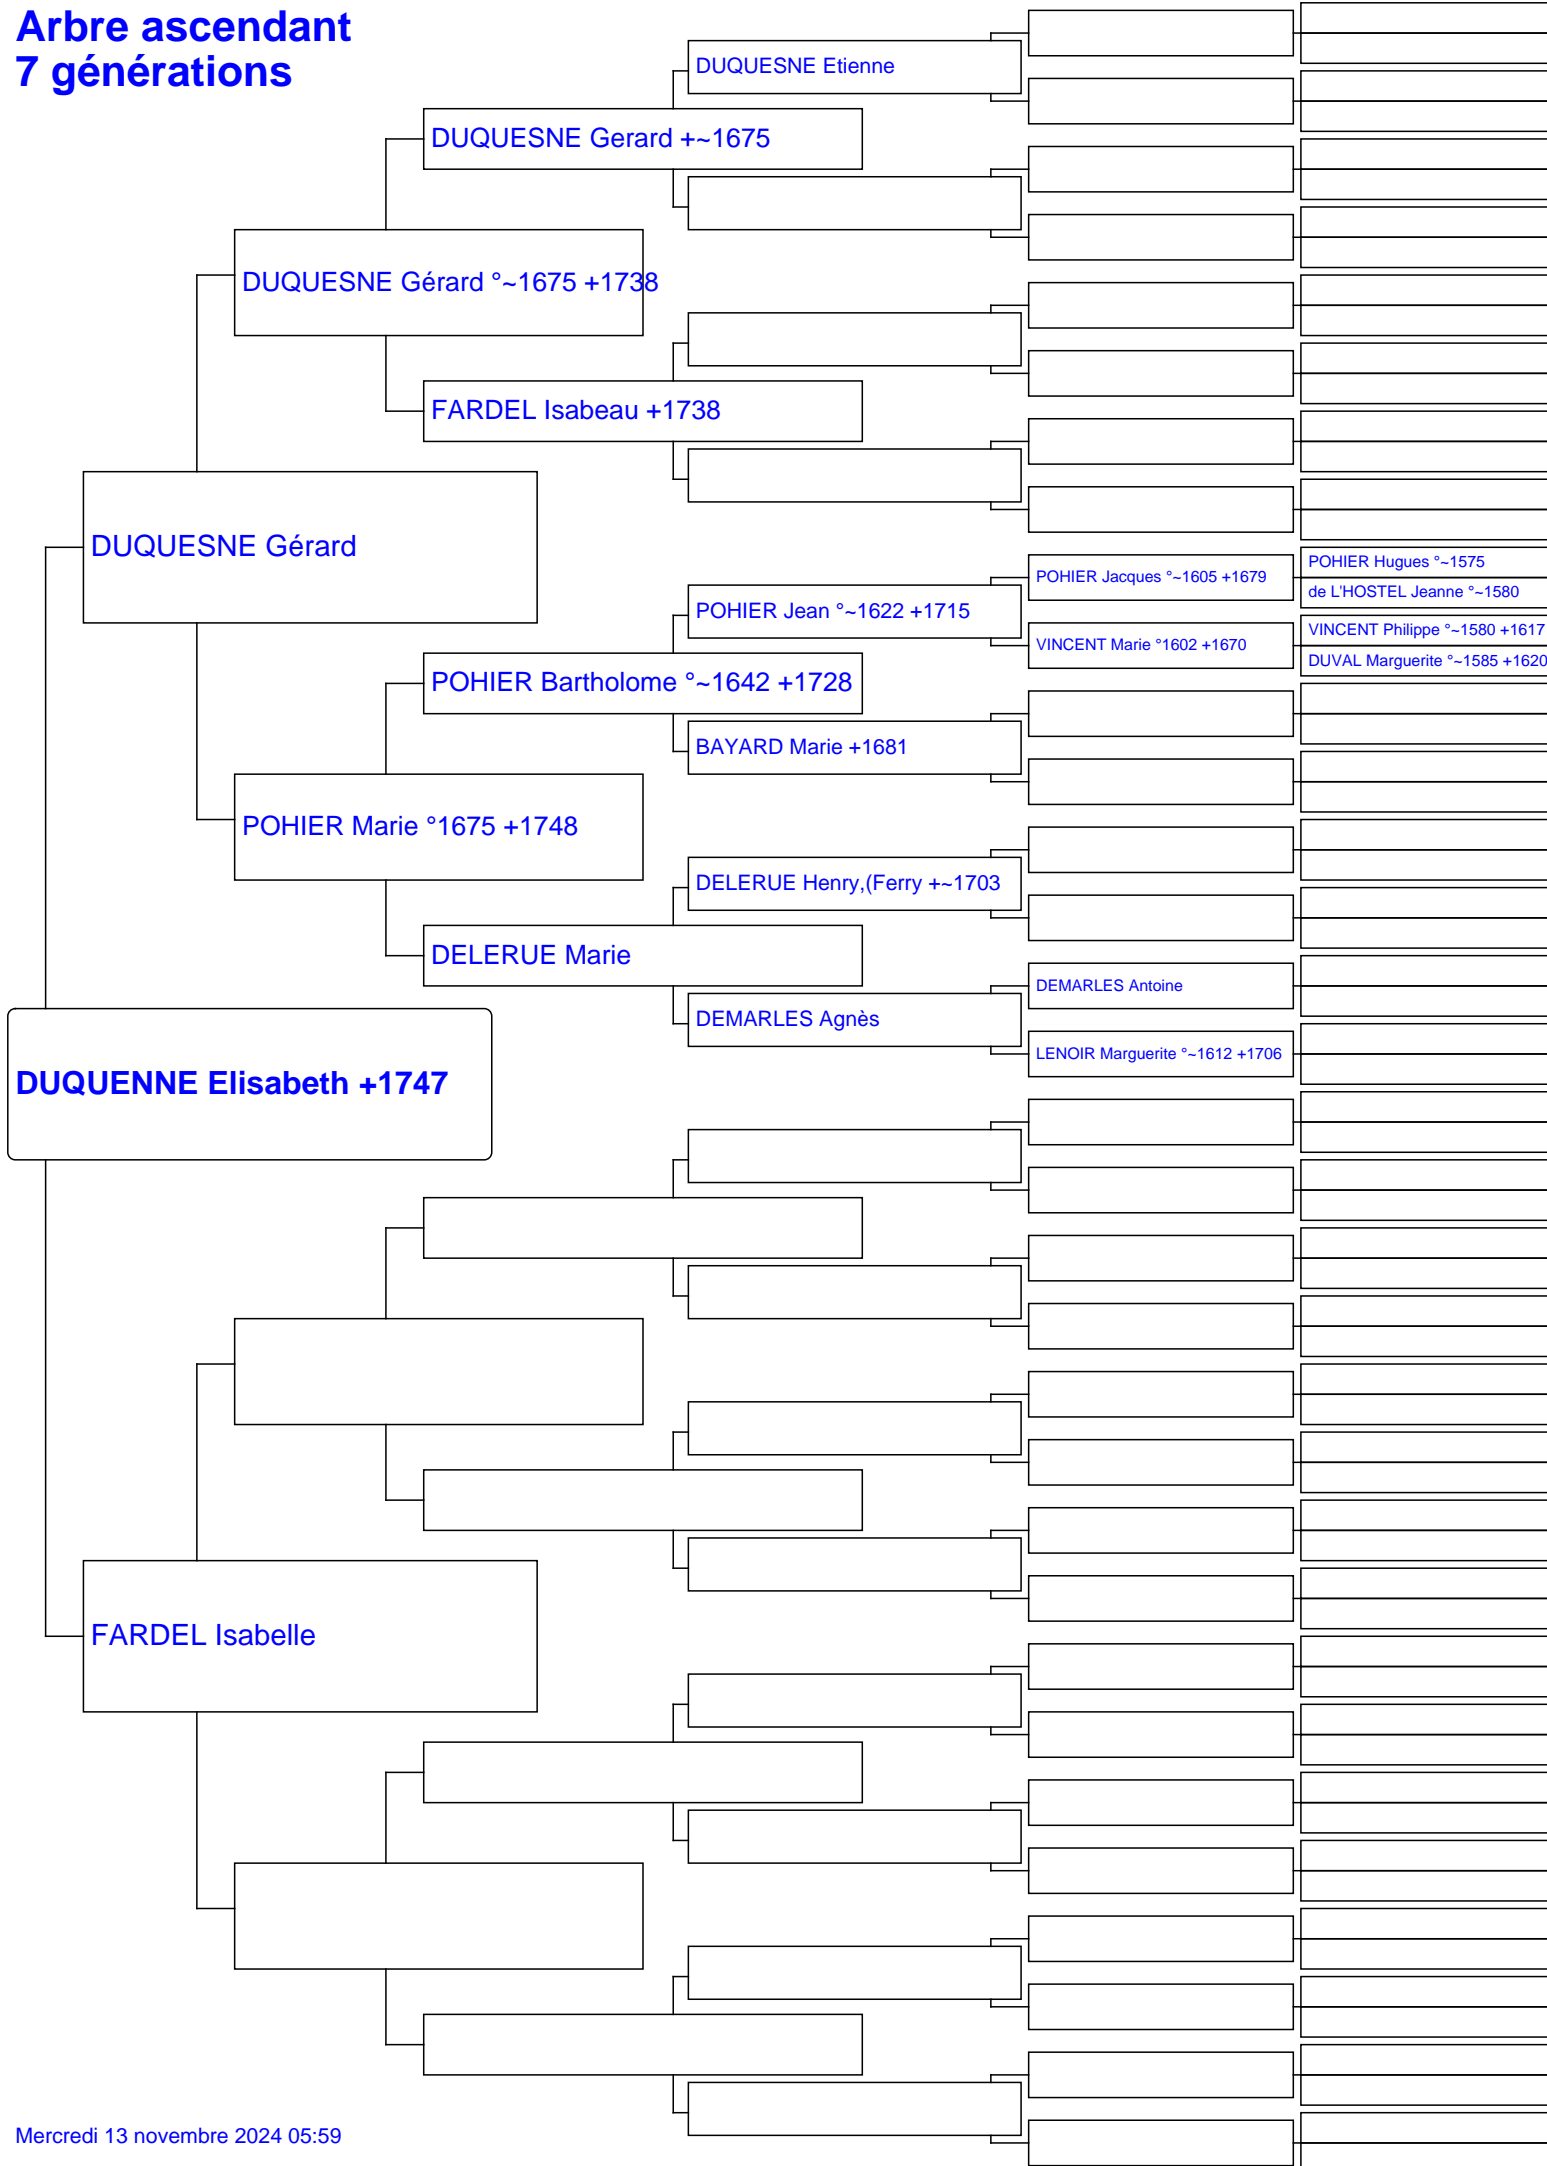 Arbre ascendant
7 générations
DUQUESNE Etienne
DUQUESNE Gerard +~1675
DUQUESNE Gérard °~1675 +1738
FARDEL Isabeau +1738
DUQUESNE Gérard
POHIER Hugues °~1575
POHIER Jacques °~1605 +1679
de L'HOSTEL Jeanne °~1580
POHIER Jean °~1622 +1715
VINCENT Philippe °~1580 +1617
VINCENT Marie °1602 +1670
DUVAL Marguerite °~1585 +1620
POHIER Bartholome °~1642 +1728
BAYARD Marie +1681
POHIER Marie °1675 +1748
DELERUE Henry,(Ferry +~1703
DELERUE Marie
DEMARLES Antoine
DEMARLES Agnès
LENOIR Marguerite °~1612 +1706
DUQUENNE Elisabeth +1747
FARDEL Isabelle
Mercredi 13 novembre 2024 05:59